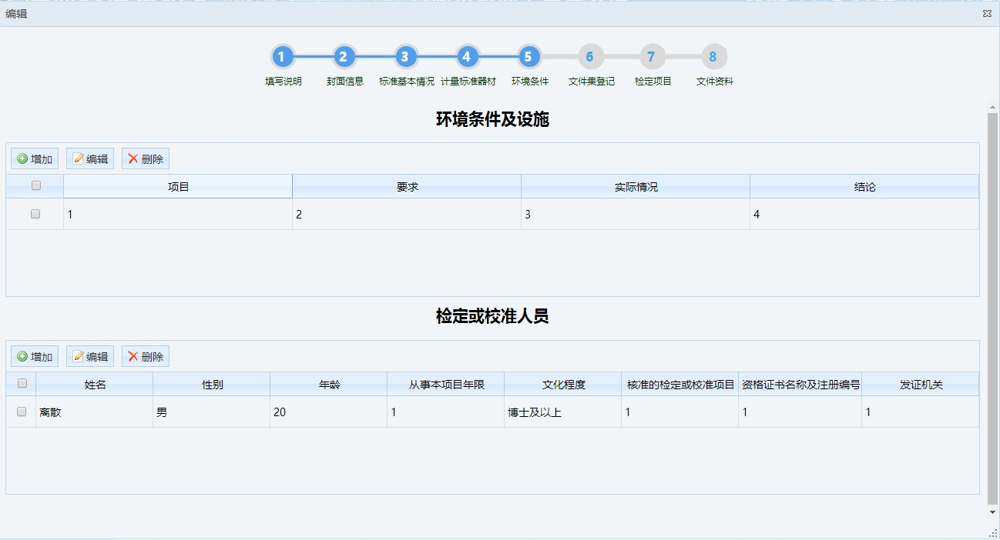 编辑
1 2 3 4 5 6 7 8
填写说明 封面信息 标准基本情况 计量标准器材 环境条件 文件集登记 检定项目 文件资料
环境条件及设施
增加 编辑 删除
项目 要求 实际情况 结论
1 2 3 4
检定或校准人员
增加 编辑 删除
姓名 性别 年龄 从事本项目年限 文化程度 核准的检定或校准项目 资格证书名称及注册编号 发证机关
离散 男 20 1 博士及以上 1 1 1